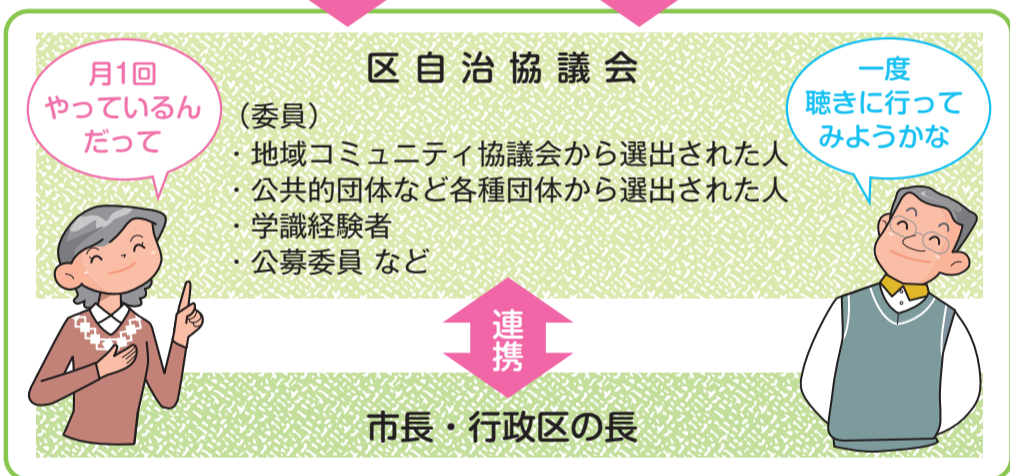 区自治協議会
月1回
やっているん
だって
一度
聴きに行って
みようかな
（委員）
・地域コミュニティ協議会から選出された人
・公共的団体など各種団体から選出された人
・学識経験者
・公募委員 など
連携
市長・行政区の長